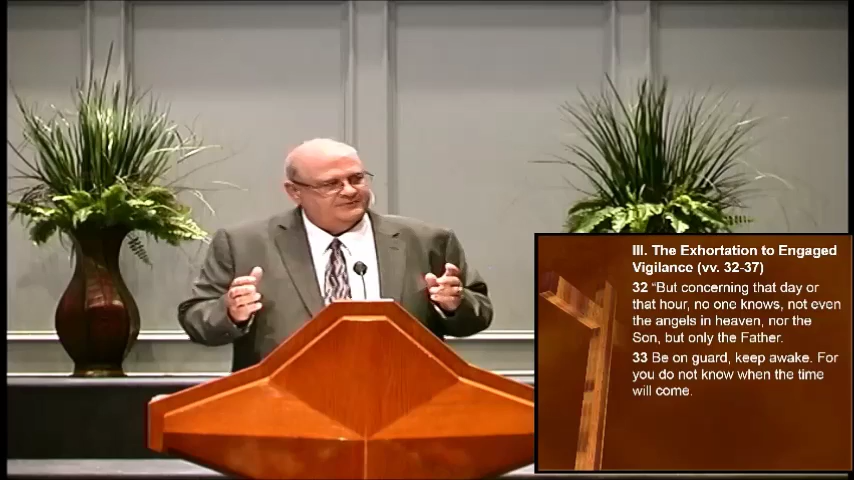 III. The Exhortation to Engaged
Vigilance (vv. 32-37)
32 “But concerning that day or
that hour, no one knows, not even
the angels in heaven, nor the
Son, but only the Father.
33 Be on guard, keep awake. For
you do not know when the time
will come.